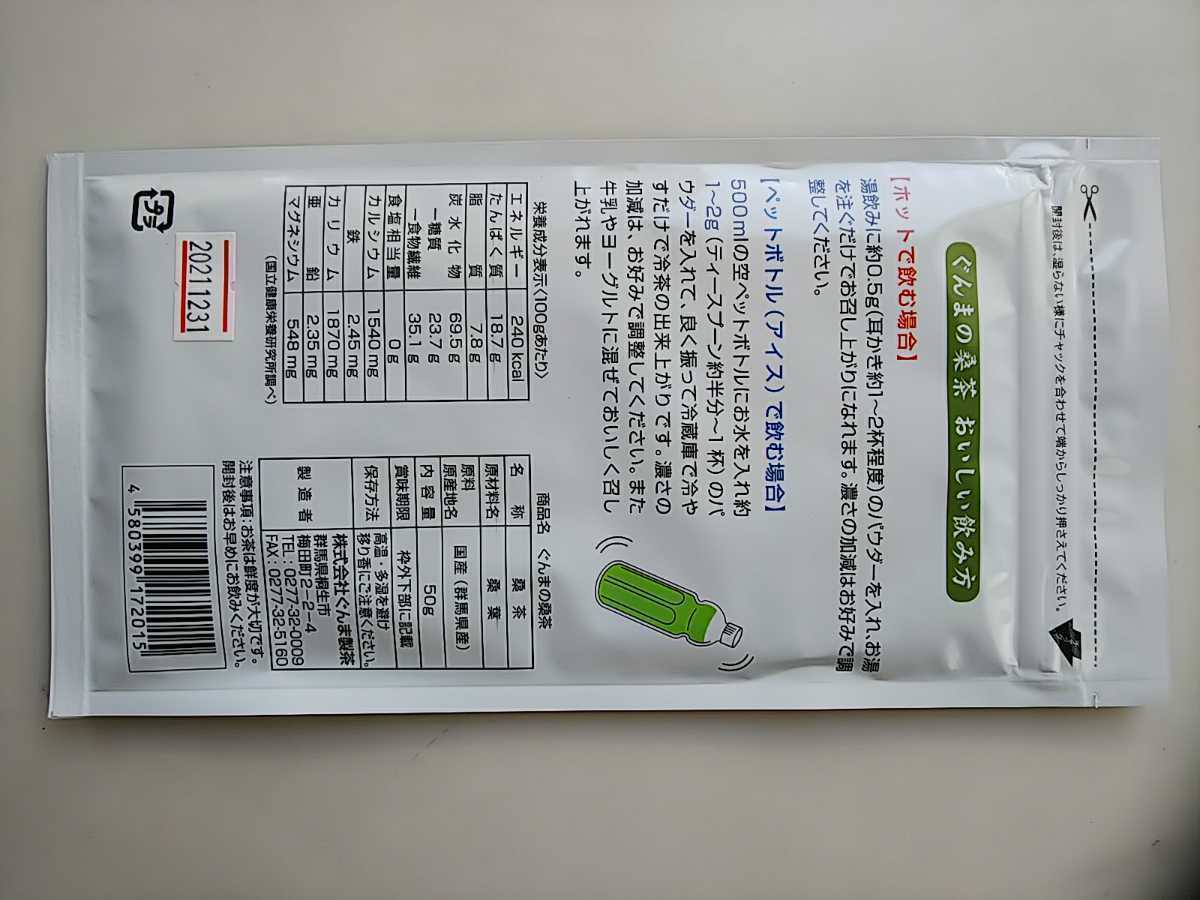 開封後は、湿らない様にチャックを合わせて端からしっかり押さえてください。
ぐんまの桑茶 おいしい飲み方
【ホットで飲む場合】
湯飲みに約0.5g(耳かき約1〜2杯程度)のパウダーを入れ、お湯
を注ぐだけでお召し上がりになれます。濃さの加減はお好みで調
整してください。
【ペットボトル(アイス)で飲む場合】
500mlの空ペットボトルにお水を入れ約
1〜2g(ティースプーン約半分〜1杯)のパ
ウダーを入れて、良く振って冷蔵庫で冷や
すだけで冷茶の出来上がりです。濃さの
加減は、お好みで調整してください。また
牛乳やヨーグルトに混ぜておいしく召し
上がれます。
栄養成分表示〈100gあたり〉
エネルギー 240kcal
たんぱく質 18.7g
脂質 7.8g
炭水化物 69.5g
－糖質 23.7g
－食物繊維 35.1g
食塩相当量 0g
カルシウム 1540mg
鉄 2.45mg
カリウム 1870mg
亜鉛 2.35mg
マグネシウム 548mg
(国立健康栄養研究所調べ)
20211231
商品名 ぐんまの桑茶
名称 桑茶
原材料名 桑葉
原料原産地名 国産(群馬県産)
内容量 50g
賞味期限 枠外下部に記載
保存方法 高温・多湿を避け
移り香にご注意ください。
製造者 株式会社ぐんま製茶
群馬県桐生市
梅田町2-2-4
TEL:0277-32-0009
FAX:0277-32-5160
注意事項:お茶は鮮度が大切です。
開封後はお早めにお飲みください。
4580399172015